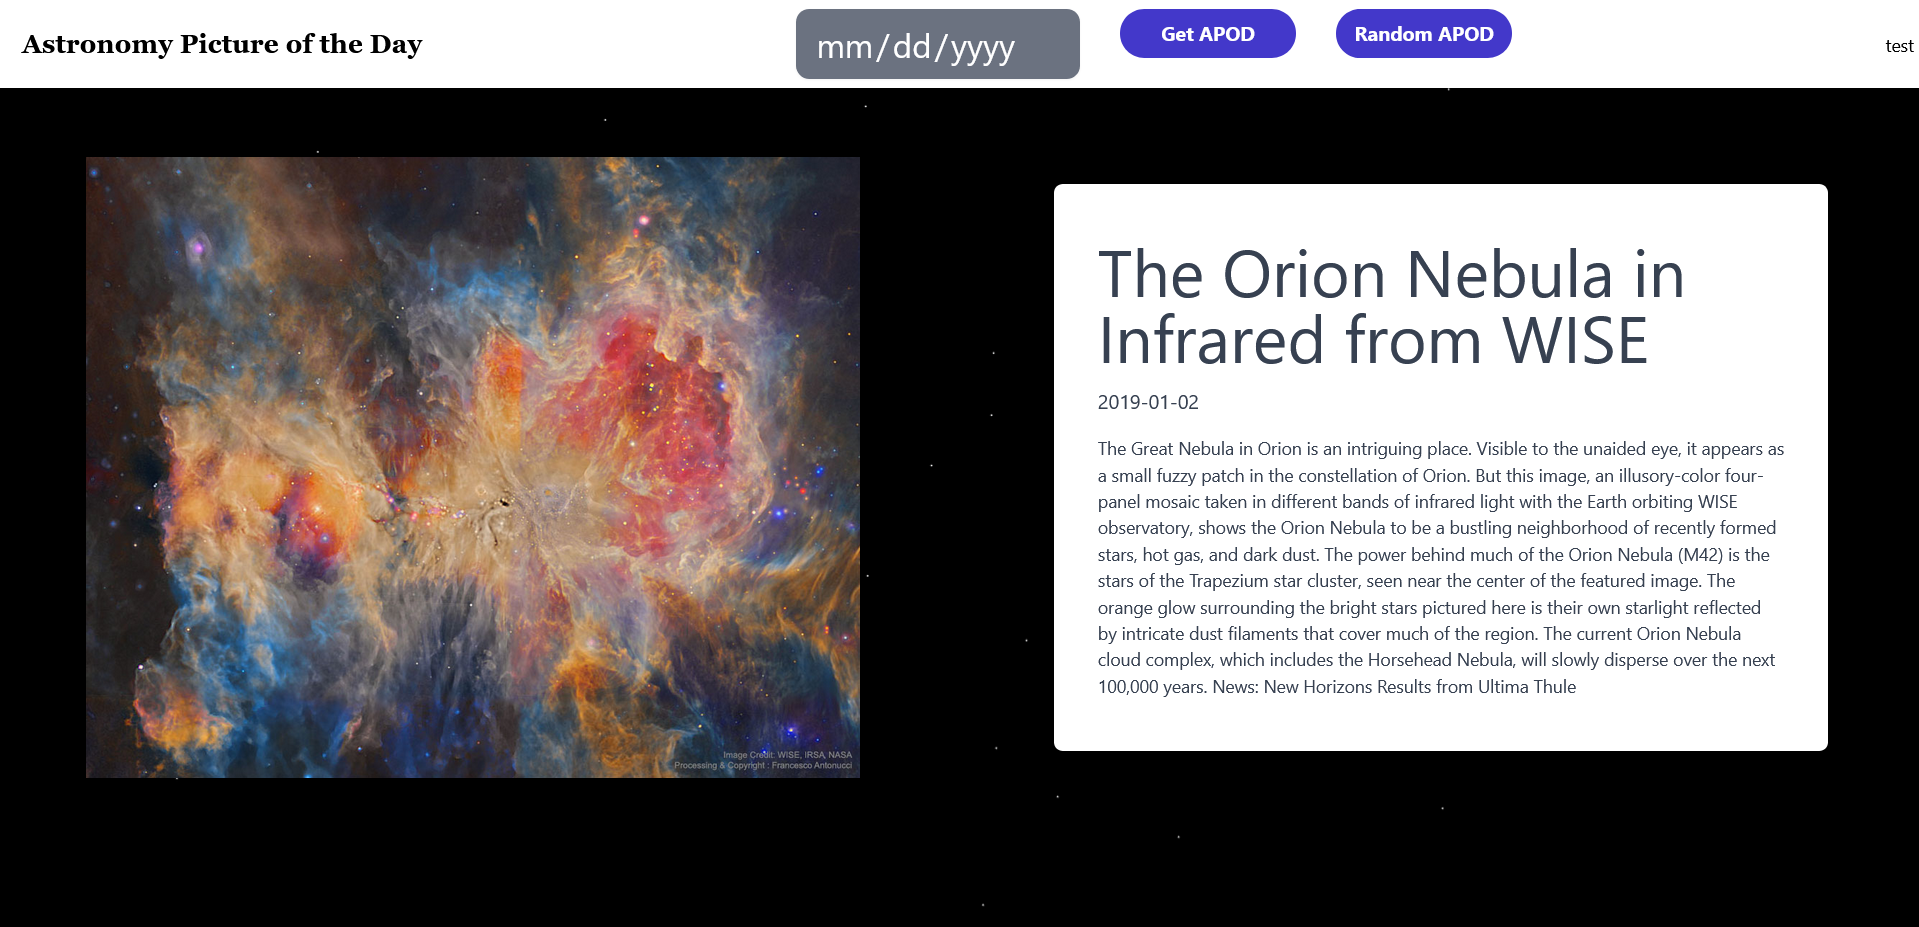 Astronomy Picture of the Day
mm/dd/yyyy
Get APOD
Random APOD
test
Image Credit: WISE, IRSA, NASA
Processing & Copyright : Francesco Antonucci
The Orion Nebula in
Infrared from WISE
2019-01-02
The Great Nebula in Orion is an intriguing place. Visible to the unaided eye, it appears as
a small fuzzy patch in the constellation of Orion. But this image, an illusory-color four-
panel mosaic taken in different bands of infrared light with the Earth orbiting WISE
observatory, shows the Orion Nebula to be a bustling neighborhood of recently formed
stars, hot gas, and dark dust. The power behind much of the Orion Nebula (M42) is the
stars of the Trapezium star cluster, seen near the center of the featured image. The
orange glow surrounding the bright stars pictured here is their own starlight reflected
by intricate dust filaments that cover much of the region. The current Orion Nebula
cloud complex, which includes the Horsehead Nebula, will slowly disperse over the next
100,000 years. News: New Horizons Results from Ultima Thule